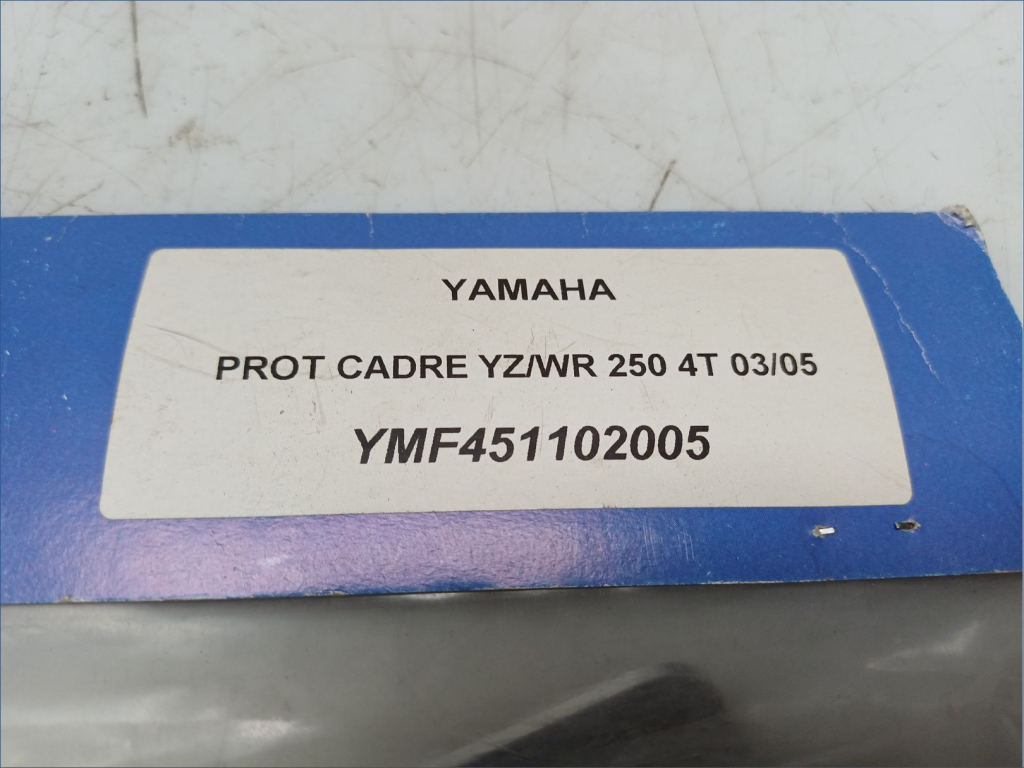 YAMAHA
PROT CADRE YZ/WR 250 4T 03/05
YMF451102005